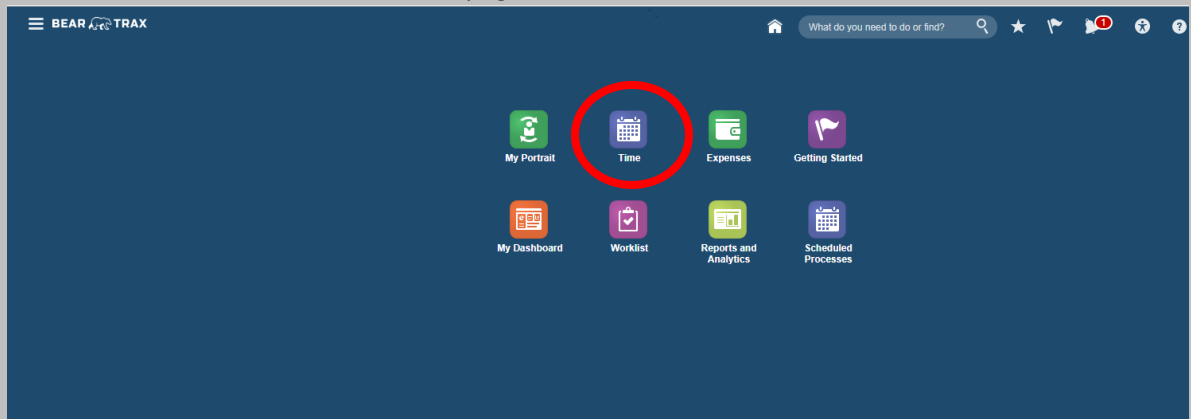 BEAR TRAX
What do you need to do or find?
1
?
My Portrait
Time
Expenses
Getting Started
My Dashboard
Worklist
Reports and
Analytics
Scheduled
Processes